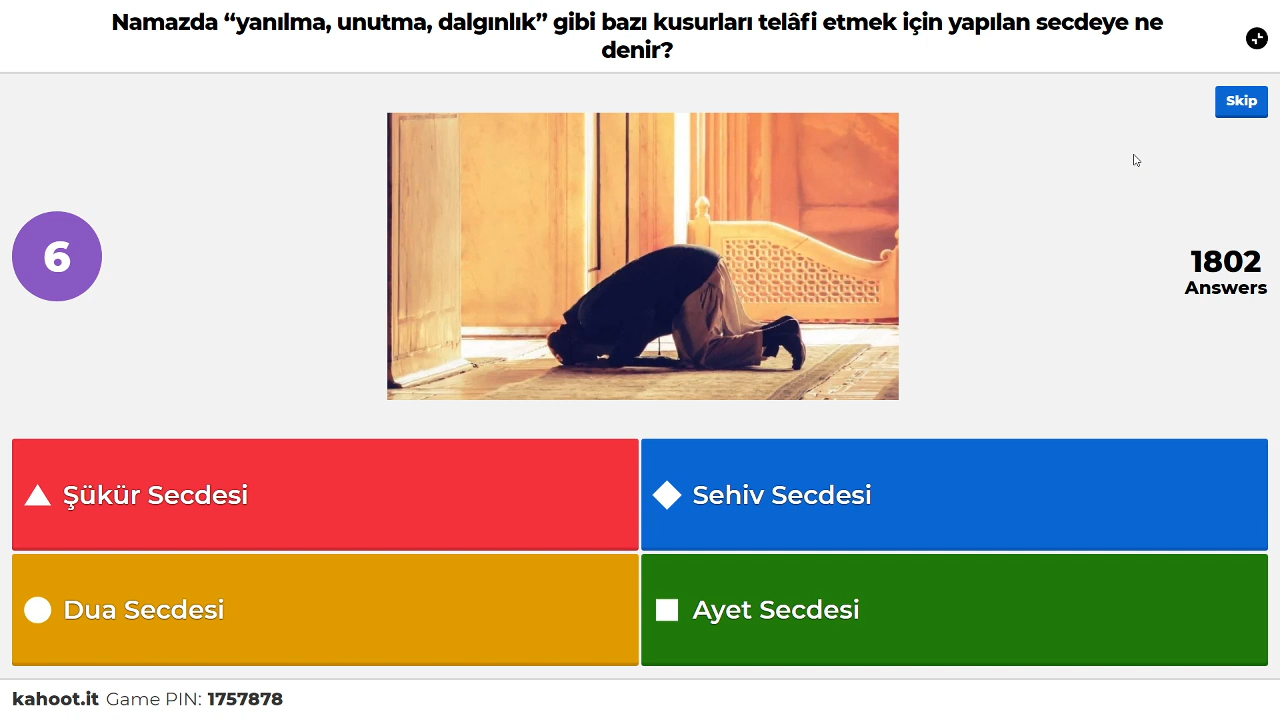 Namazda “yanılma, unutma, dalgınlık” gibi bazı kusurları telâfi etmek için yapılan secdeye ne
denir?
Skip
6
1802
Answers
Şükür Secdesi
Sehiv Secdesi
Dua Secdesi
Ayet Secdesi
kahoot.it Game PIN: 1757878